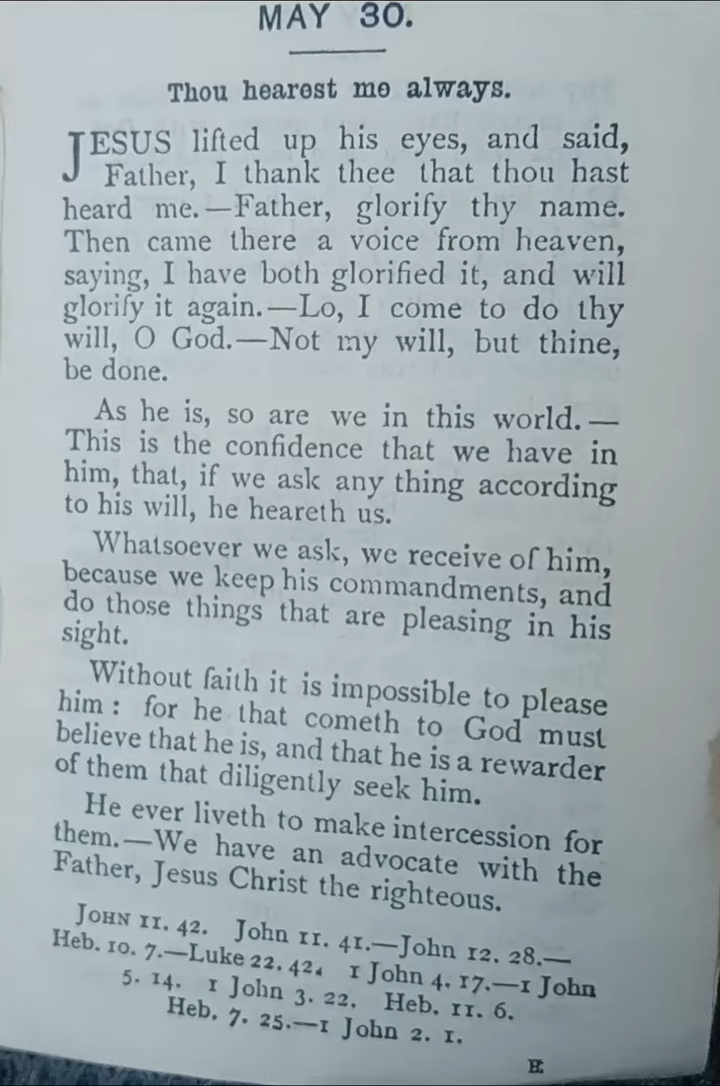 MAY 30.
Thou hearest me always.
JESUS lifted up his eyes, and said,
Father, I thank thee that thou hast
heard me.—Father, glorify thy name.
Then came there a voice from heaven,
saying, I have both glorified it, and will
glorify it again.—Lo, I come to do thy
will, O God.—Not my will, but thine,
be done.
As he is, so are we in this world.—
This is the confidence that we have in
him, that, if we ask any thing according
to his will, he heareth us.
Whatsoever we ask, we receive of him,
because we keep his commandments, and
do those things that are pleasing in his
sight.
Without faith it is impossible to please
him: for he that cometh to God must
believe that he is, and that he is a rewarder
of them that diligently seek him.
He ever liveth to make intercession for
them.—We have an advocate with the
Father, Jesus Christ the righteous.
JOHN 11. 42. John 11. 41.—John 12. 28.—
Heb. 10. 7.—Luke 22. 42. 1 John 4. 17.—1 John
5. 14. 1 John 3. 22. Heb. 11. 6.
Heb. 7. 25.—1 John 2. 1.